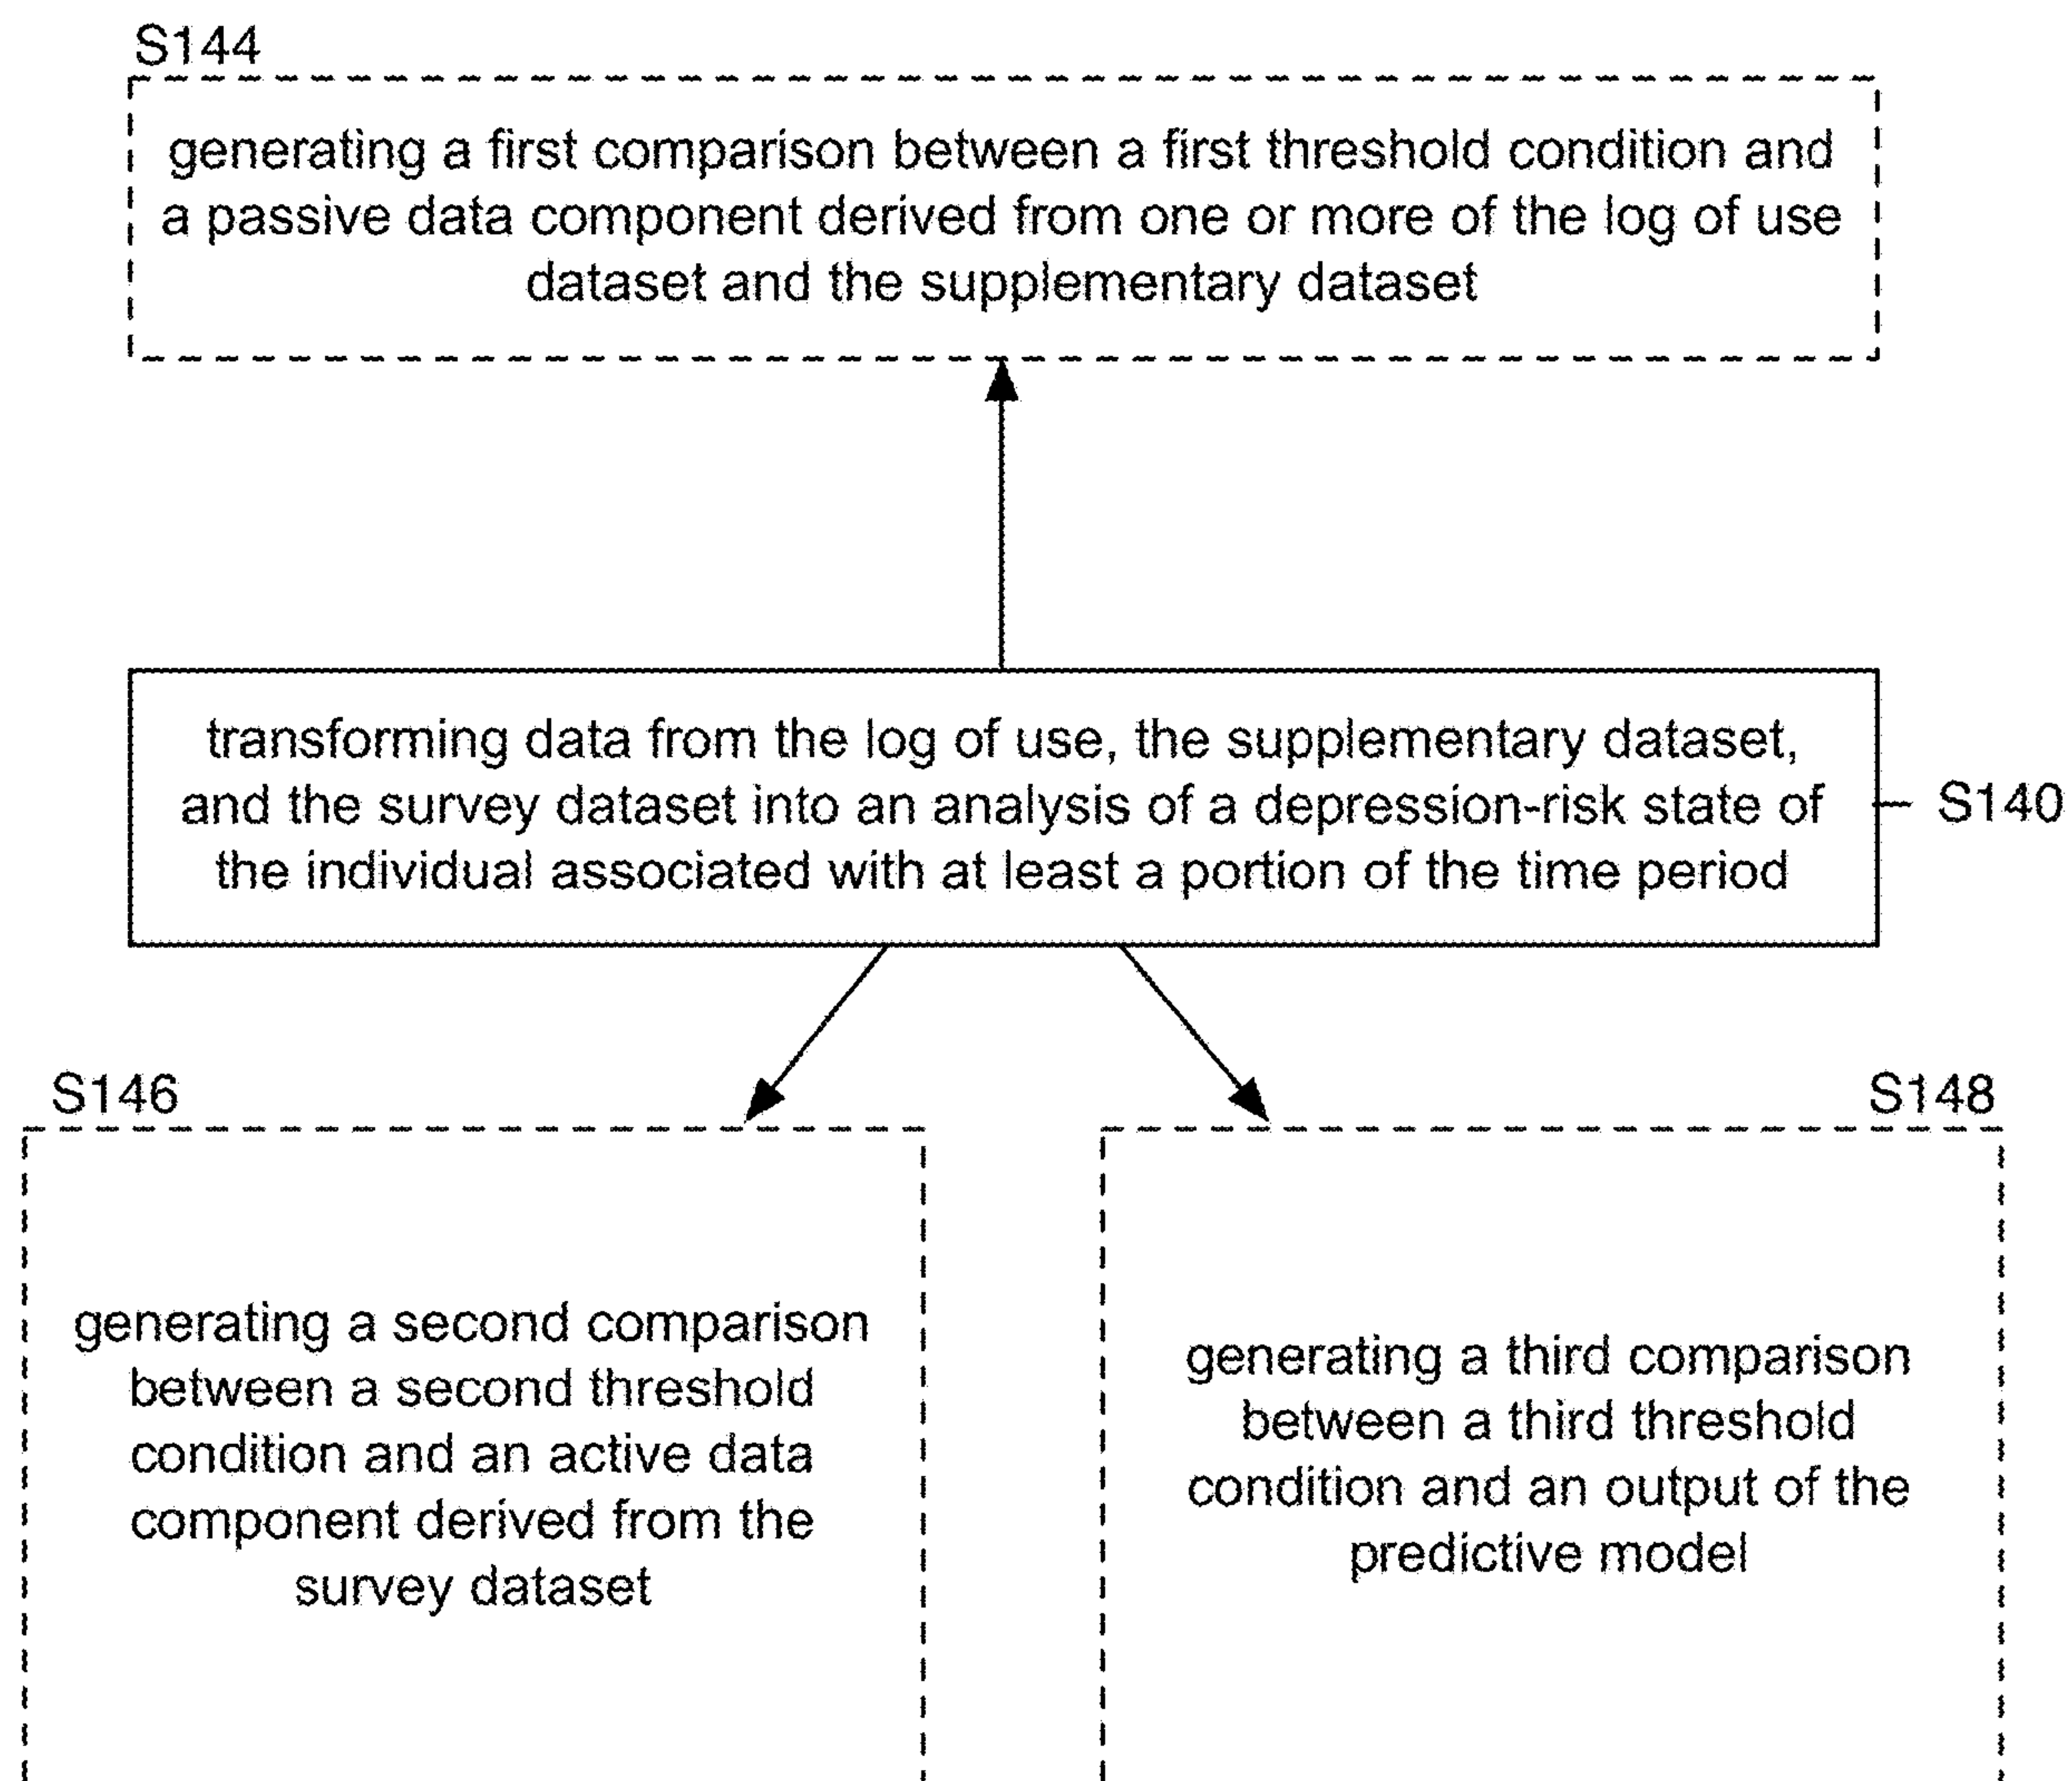 S144
generating a first comparison between a first threshold condition and
a passive data component derived from one or more of the log of use
dataset and the supplementary dataset
transforming data from the log of use, the supplementary dataset,
and the survey dataset into an analysis of a depression-risk state of
the individual associated with at least a portion of the time period
S140
S146
generating a second comparison
between a second threshold
condition and an active data
component derived from the
survey dataset
S148
generating a third comparison
between a third threshold
condition and an output of the
predictive model